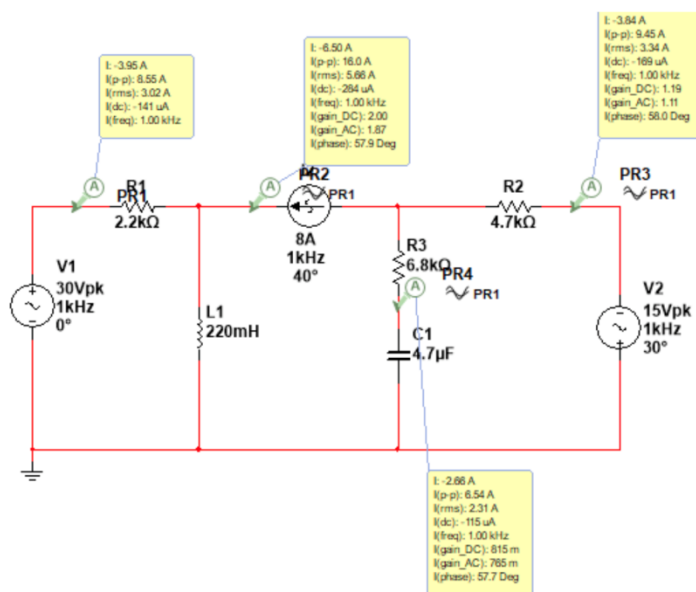 I: -3.95 A
I(p-p): 8.55 A
I(rms): 3.02 A
I(dc): -141 uA
I(freq): 1.00 kHz
I: -6.50 A
I(p-p): 16.0 A
I(rms): 5.66 A
I(dc): -284 uA
I(freq): 1.00 kHz
I(gain_DC): 2.00
I(gain_AC): 1.87
I(phase): 57.9 Deg
I: -3.84 A
I(p-p): 9.45 A
I(rms): 3.34 A
I(dc): -169 uA
I(freq): 1.00 kHz
I(gain_DC): 1.19
I(gain_AC): 1.11
I(phase): 58.0 Deg
A
A
A
R1
PR1
2.2kΩ
PR2
PR1
8A
1kHz
40°
R2
4.7kΩ
PR3
PR1
V1
30Vpk
1kHz
0°
L1
220mH
R3
6.8kΩ
PR4
A
PR1
C1
4.7µF
V2
15Vpk
1kHz
30°
I: -2.66 A
I(p-p): 6.54 A
I(rms): 2.31 A
I(dc): -115 uA
I(freq): 1.00 kHz
I(gain_DC): 815 m
I(gain_AC): 765 m
I(phase): 57.7 Deg